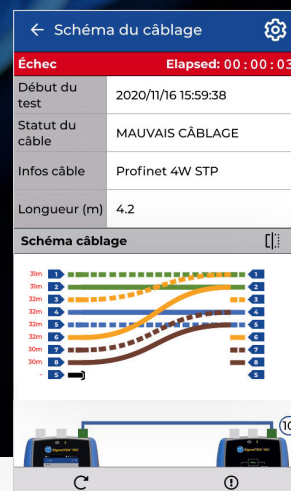 ← Schéma du câblage
Échec Elapsed: 00:00:03
Début du test 2020/11/16 15:59:38
Statut du câble MAUVAIS CÂBLAGE
Infos câble Profinet 4W STP
Longueur (m) 4.2
Schéma câblage
31m 1 1
31m 2 2
32m 3 3
32m 4 4
32m 5 5
32m 6 6
30m 7 7
30m 8 8
- S S
10